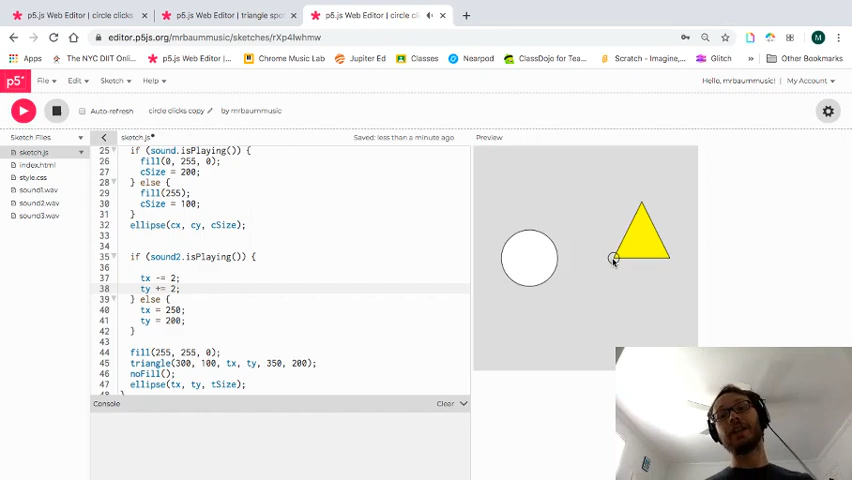 p5.js Web Editor | circle clicks
p5.js Web Editor | triangle spot
p5.js Web Editor | circle cli
editor.p5js.org/mrbaummusic/sketches/rXp4lwhmw
M
Apps
The NYC DIIT Onl...
p5.js Web Editor |...
Chrome Music Lab
Jupiter Ed
Classes
Nearpod
ClassDojo for Tea...
Scratch - Imagine,...
Glitch
»
Other Bookmarks
p5*
File
Edit
Sketch
Help
Hello, mrbaummusic!
My Account
Auto-refresh
circle clicks copy
by mrbaummusic
Sketch Files
sketch.js
index.html
style.css
sound1.wav
sound2.wav
sound3.wav
sketch.js
Saved: less than a minute ago
Preview
25 if (sound.isPlaying()) {
26 fill(0, 255, 0);
27 cSize = 200;
28 } else {
29 fill(255);
30 cSize = 100;
31 }
32 ellipse(cx, cy, cSize);
33
34
35 if (sound2.isPlaying()) {
36
37 tx -= 2;
38 ty += 2;
39 } else {
40 tx = 250;
41 ty = 200;
42 }
43
44 fill(255, 255, 0);
45 triangle(300, 100, tx, ty, 350, 200);
46 noFill();
47 ellipse(tx, ty, tSize);
Console
Clear